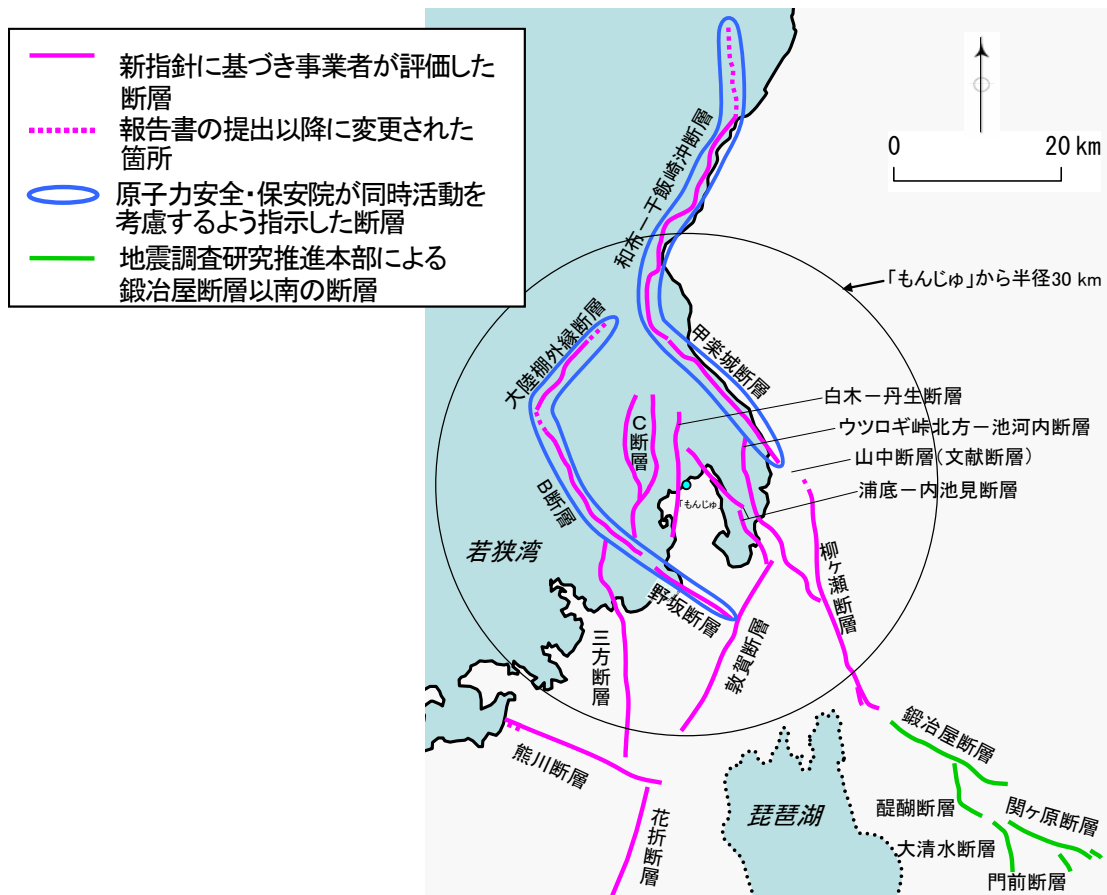 新指針に基づき事業者が評価した
断層
報告書の提出以降に変更された
箇所
原子力安全・保安院が同時活動を
考慮するよう指示した断層
地震調査研究推進本部による
鍛冶屋断層以南の断層
0 20 km
和布－干飯崎沖断層
「もんじゅ」から半径30 km
大陸棚外縁断層
甲楽城断層
白木－丹生断層
C断層
ウツロギ峠北方－池河内断層
山中断層(文献断層)
浦底－内池見断層
「もんじゅ」
B断層
若狭湾
柳ヶ瀬断層
野坂断層
三方断層
敦賀断層
鍛冶屋断層
熊川断層
琵琶湖
醍醐断層
関ヶ原断層
花折断層
大清水断層
門前断層